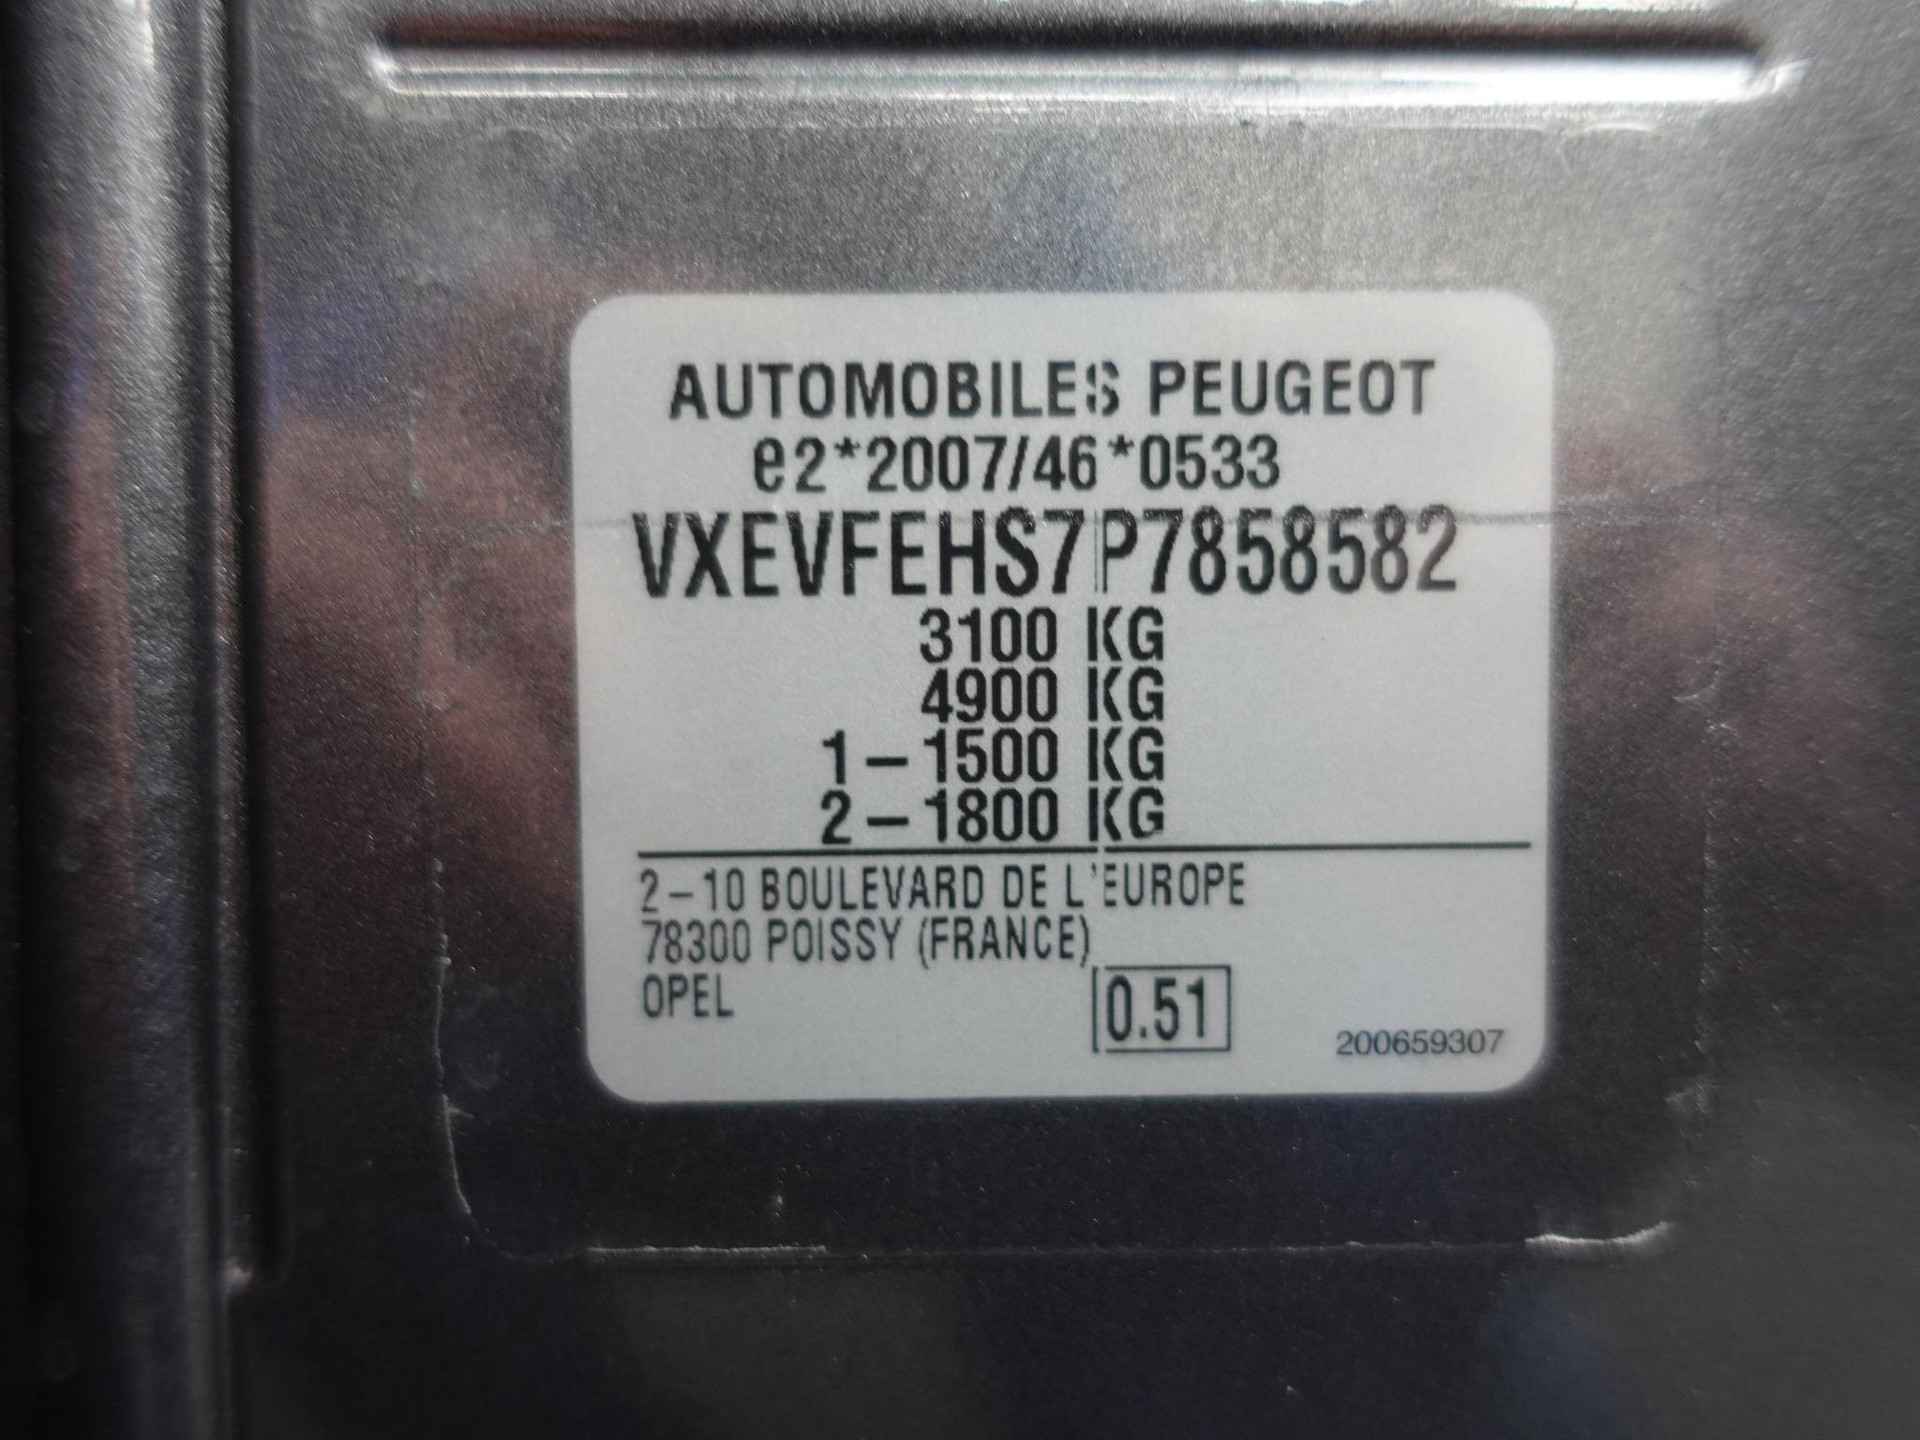 AUTOMOBILES PEUGEOT
e2*2007/46*0533
VXEVFEHS7P7858582
3100 KG
4900 KG
1-1500 KG
2-1800 KG
2-10 BOULEVARD DE L'EUROPE
78300 POISSY (FRANCE)
OPEL
0.51
200659307